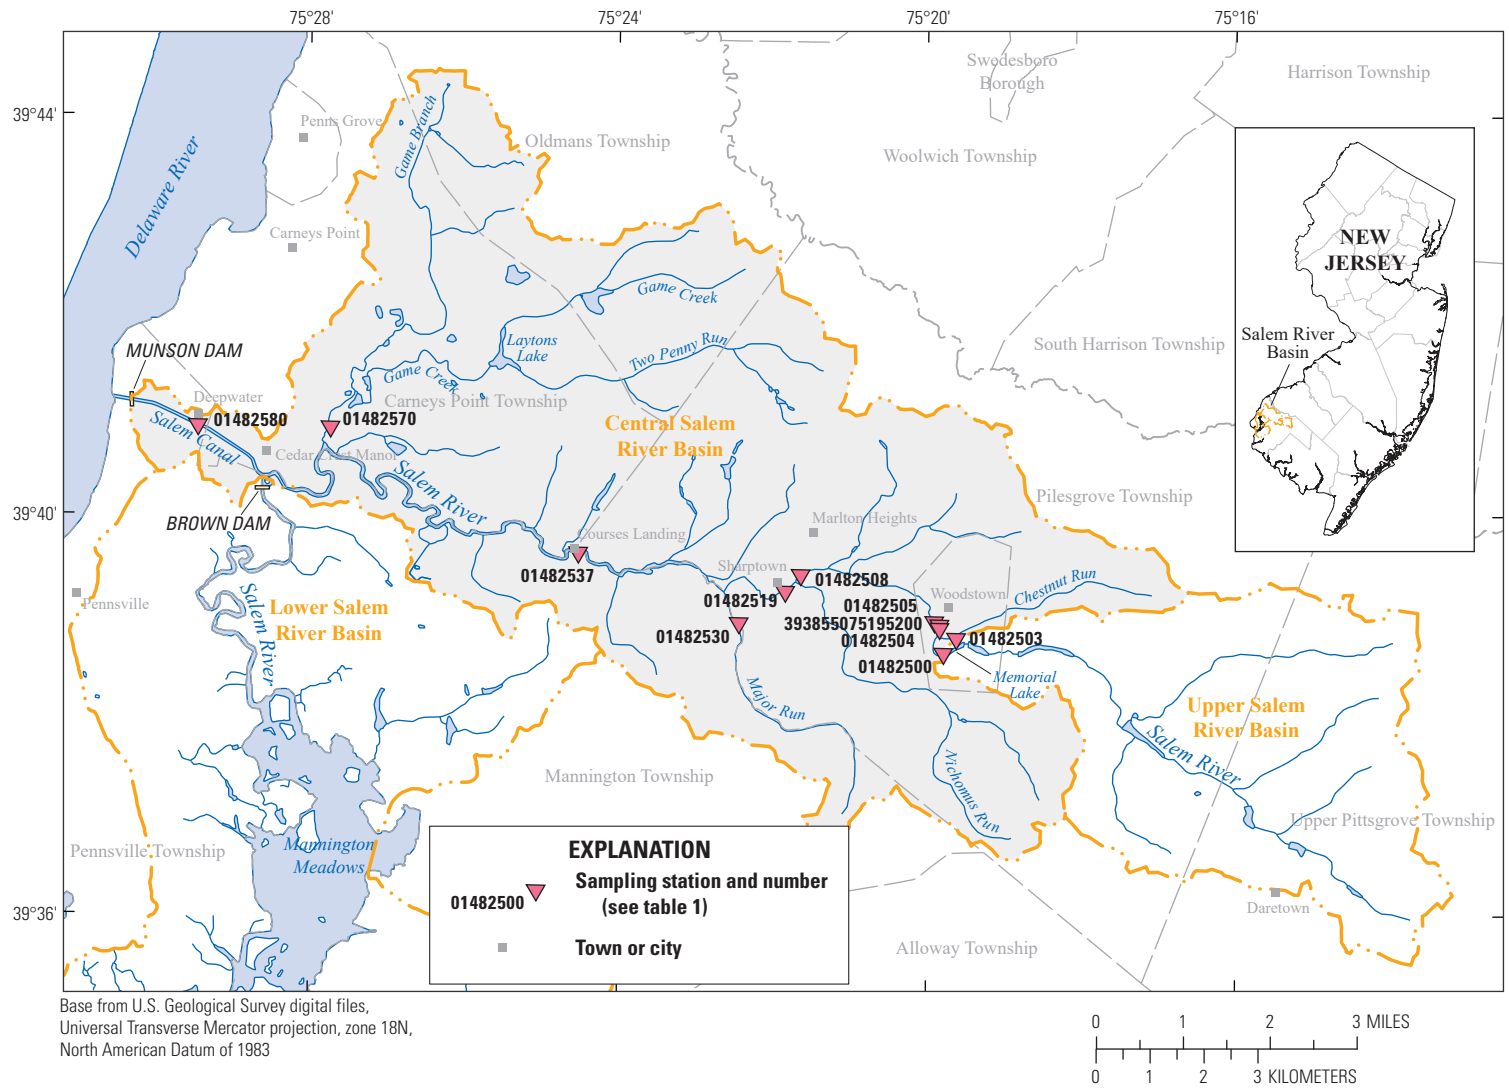 75°28'
75°24'
75°20'
75°16'
39°44'
39°40'
39°36'
Swedesboro
Borough
Harrison Township
Penns Grove
Game Branch
Oldmans Township
Woolwich Township
Delaware River
Carneys Point
NEW
JERSEY
Game Creek
Salem River
Basin
MUNSON DAM
Laytons
Lake
Two Penny Run
South Harrison Township
Game Creek
Deepwater
Carneys Point Township
01482580
01482570
Central Salem
River Basin
Salem Canal
Cedar Crest Manor
Salem River
Pilesgrove Township
BROWN DAM
Marlton Heights
Courses Landing
01482537
Sharptown
01482508
Chestnut Run
Pennsville
Salem River
Lower Salem
River Basin
01482519
01482505
Woodstown
393855075195200
01482530
01482504
01482503
01482500
Memorial
Lake
Major Run
Upper Salem
River Basin
Salem River
Mannington Township
Nichomus Run
Upper Pittsgrove Township
Pennsville Township
Mannington
Meadows
Daretown
Alloway Township
EXPLANATION
Sampling station and number
01482500
(see table 1)
Town or city
Base from U.S. Geological Survey digital files,
Universal Transverse Mercator projection, zone 18N,
North American Datum of 1983
0 1 2 3 MILES
0 1 2 3 KILOMETERS